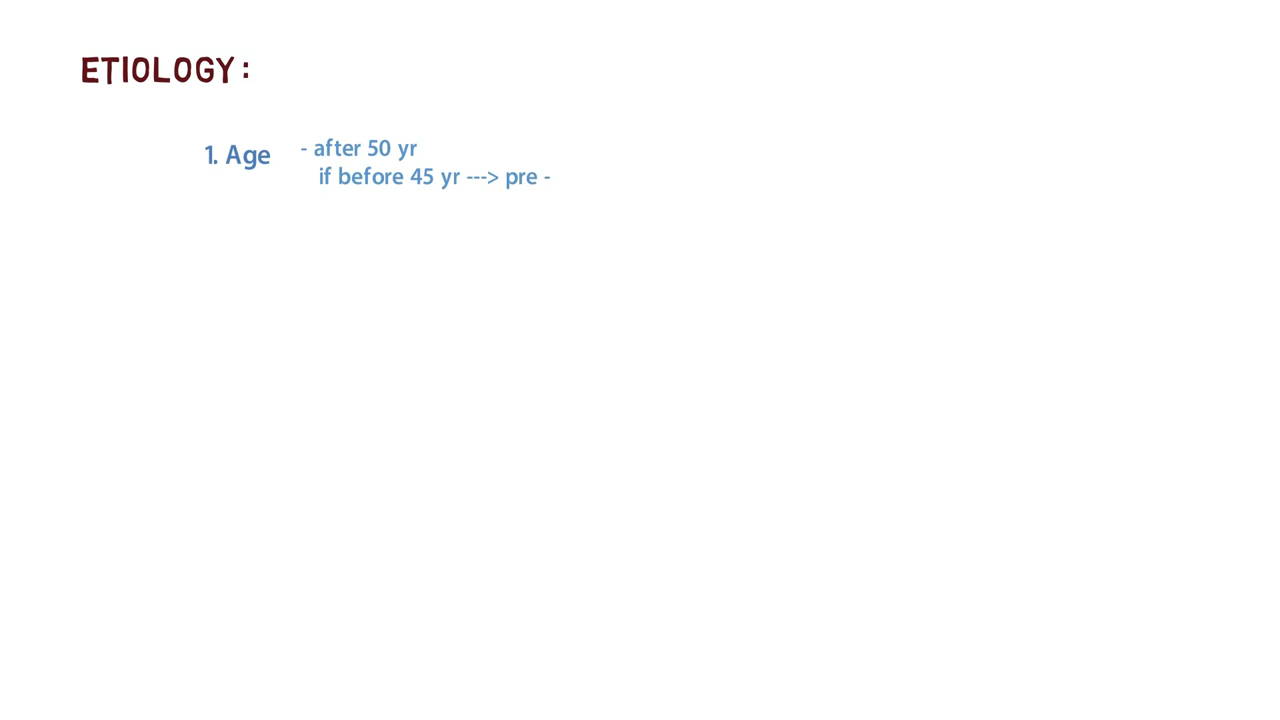 ETIOLOGY:
1. Age
- after 50 yr
if before 45 yr ---> pre -